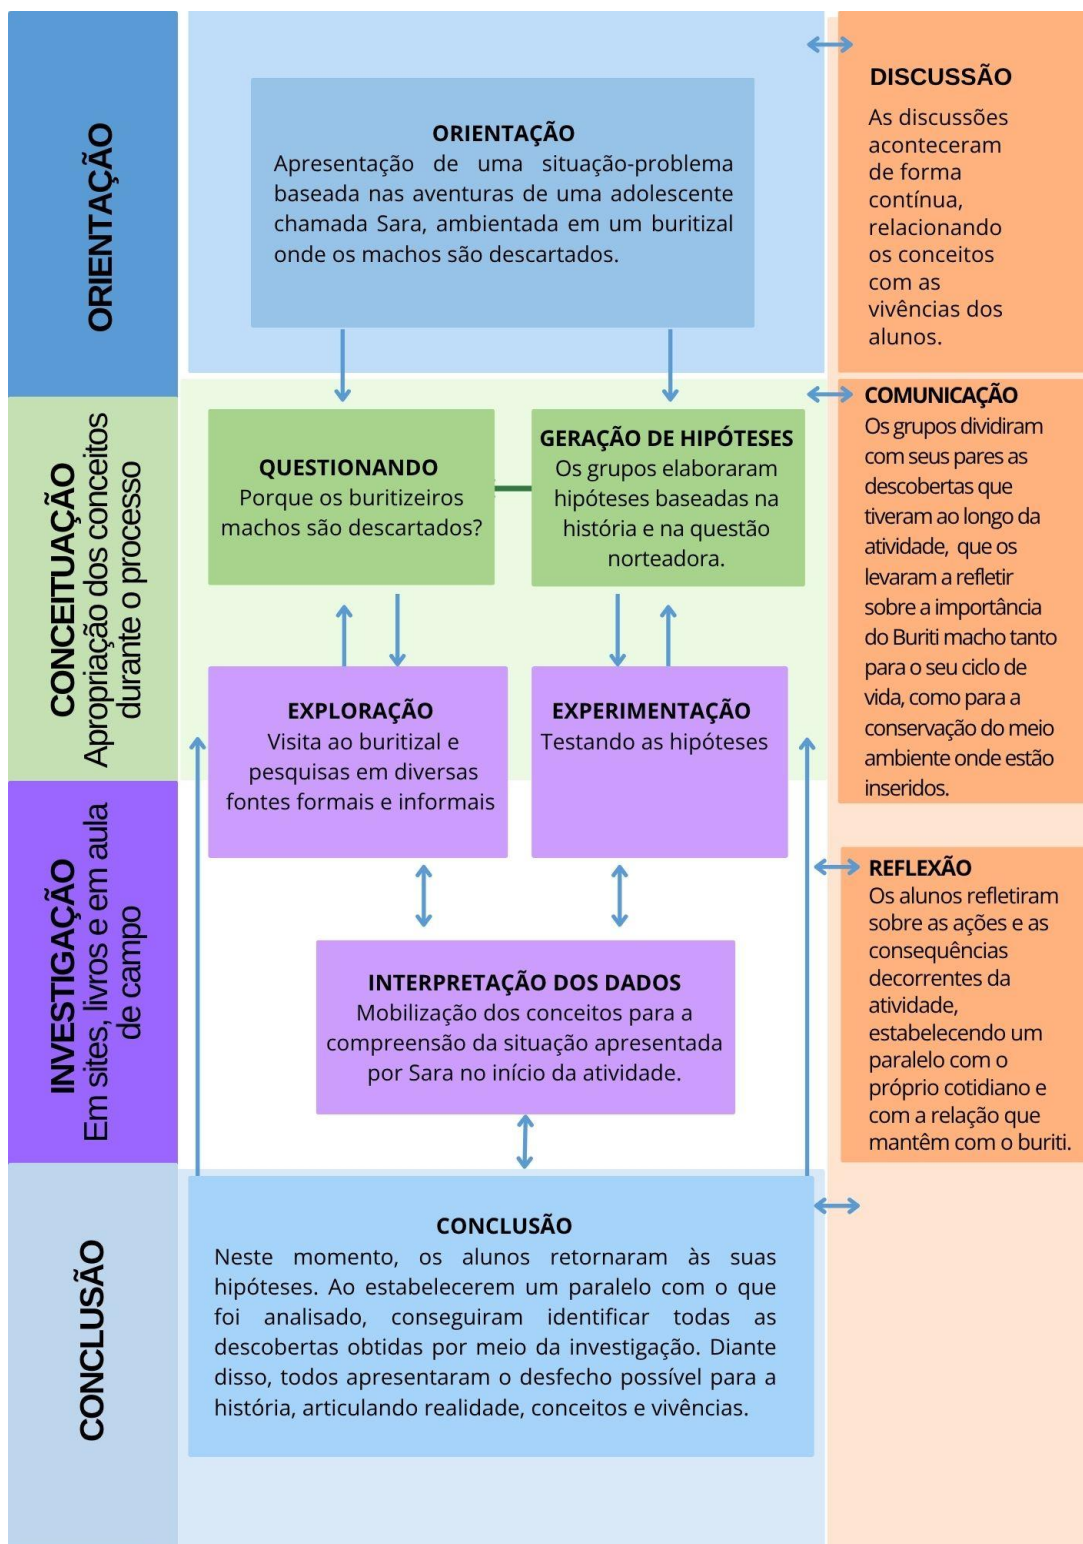 ORIENTAÇÃO
ORIENTAÇÃO
Apresentação de uma situação-problema
baseada nas aventuras de uma adolescente
chamada Sara, ambientada em um buritizal
onde os machos são descartados.
DISCUSSÃO
As discussões
aconteceram
de forma
contínua,
relacionando
os conceitos
com as
vivências dos
alunos.
CONCEITUAÇÃO
Apropriação dos conceitos
durante o processo
QUESTIONANDO
Porque os buritizeiros
machos são descartados?
GERAÇÃO DE HIPÓTESES
Os grupos elaboraram
hipóteses baseadas na
história e na questão
norteadora.
COMUNICAÇÃO
Os grupos dividiram
com seus pares as
descobertas que
tiveram ao longo da
atividade, que os
levaram a refletir
sobre a importância
do Buriti macho tanto
para o seu ciclo de
vida, como para a
conservação do meio
ambiente onde estão
inseridos.
EXPLORAÇÃO
Visita ao buritizal e
pesquisas em diversas
fontes formais e informais
EXPERIMENTAÇÃO
Testando as hipóteses
INVESTIGAÇÃO
Em sites, livros e em aula
de campo
INTERPRETAÇÃO DOS DADOS
Mobilização dos conceitos para a
compreensão da situação apresentada
por Sara no início da atividade.
REFLEXÃO
Os alunos refletiram
sobre as ações e as
consequências
decorrentes da
atividade,
estabelecendo um
paralelo com o
próprio cotidiano e
com a relação que
mantêm com o buriti.
CONCLUSÃO
CONCLUSÃO
Neste momento, os alunos retornaram às suas
hipóteses. Ao estabelecerem um paralelo com o que
foi analisado, conseguiram identificar todas as
descobertas obtidas por meio da investigação. Diante
disso, todos apresentaram o desfecho possível para a
história, articulando realidade, conceitos e vivências.